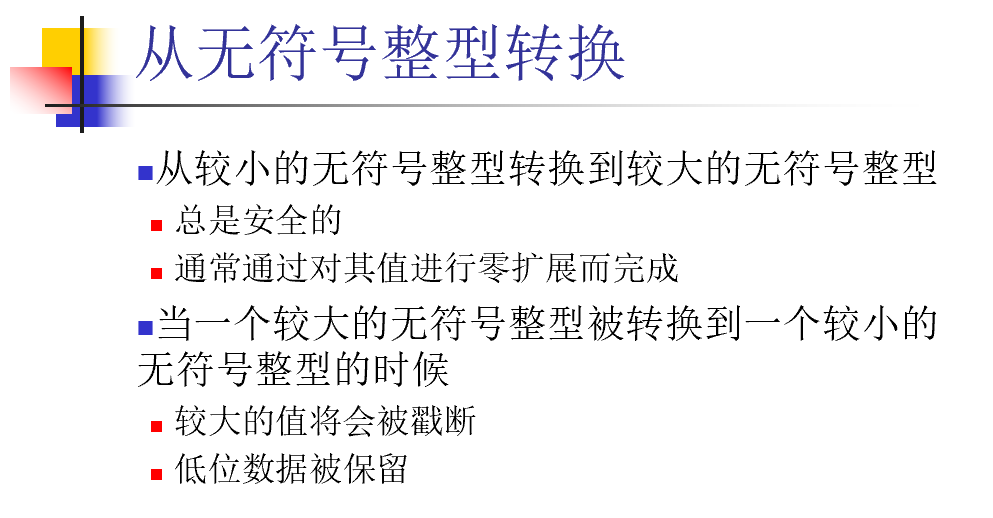 从无符号整型转换
从较小的无符号整型转换到较大的无符号整型
总是安全的
通常通过对其值进行零扩展而完成
当一个较大的无符号整型被转换到一个较小的
无符号整型的时候
较大的值将会被戳断
低位数据被保留